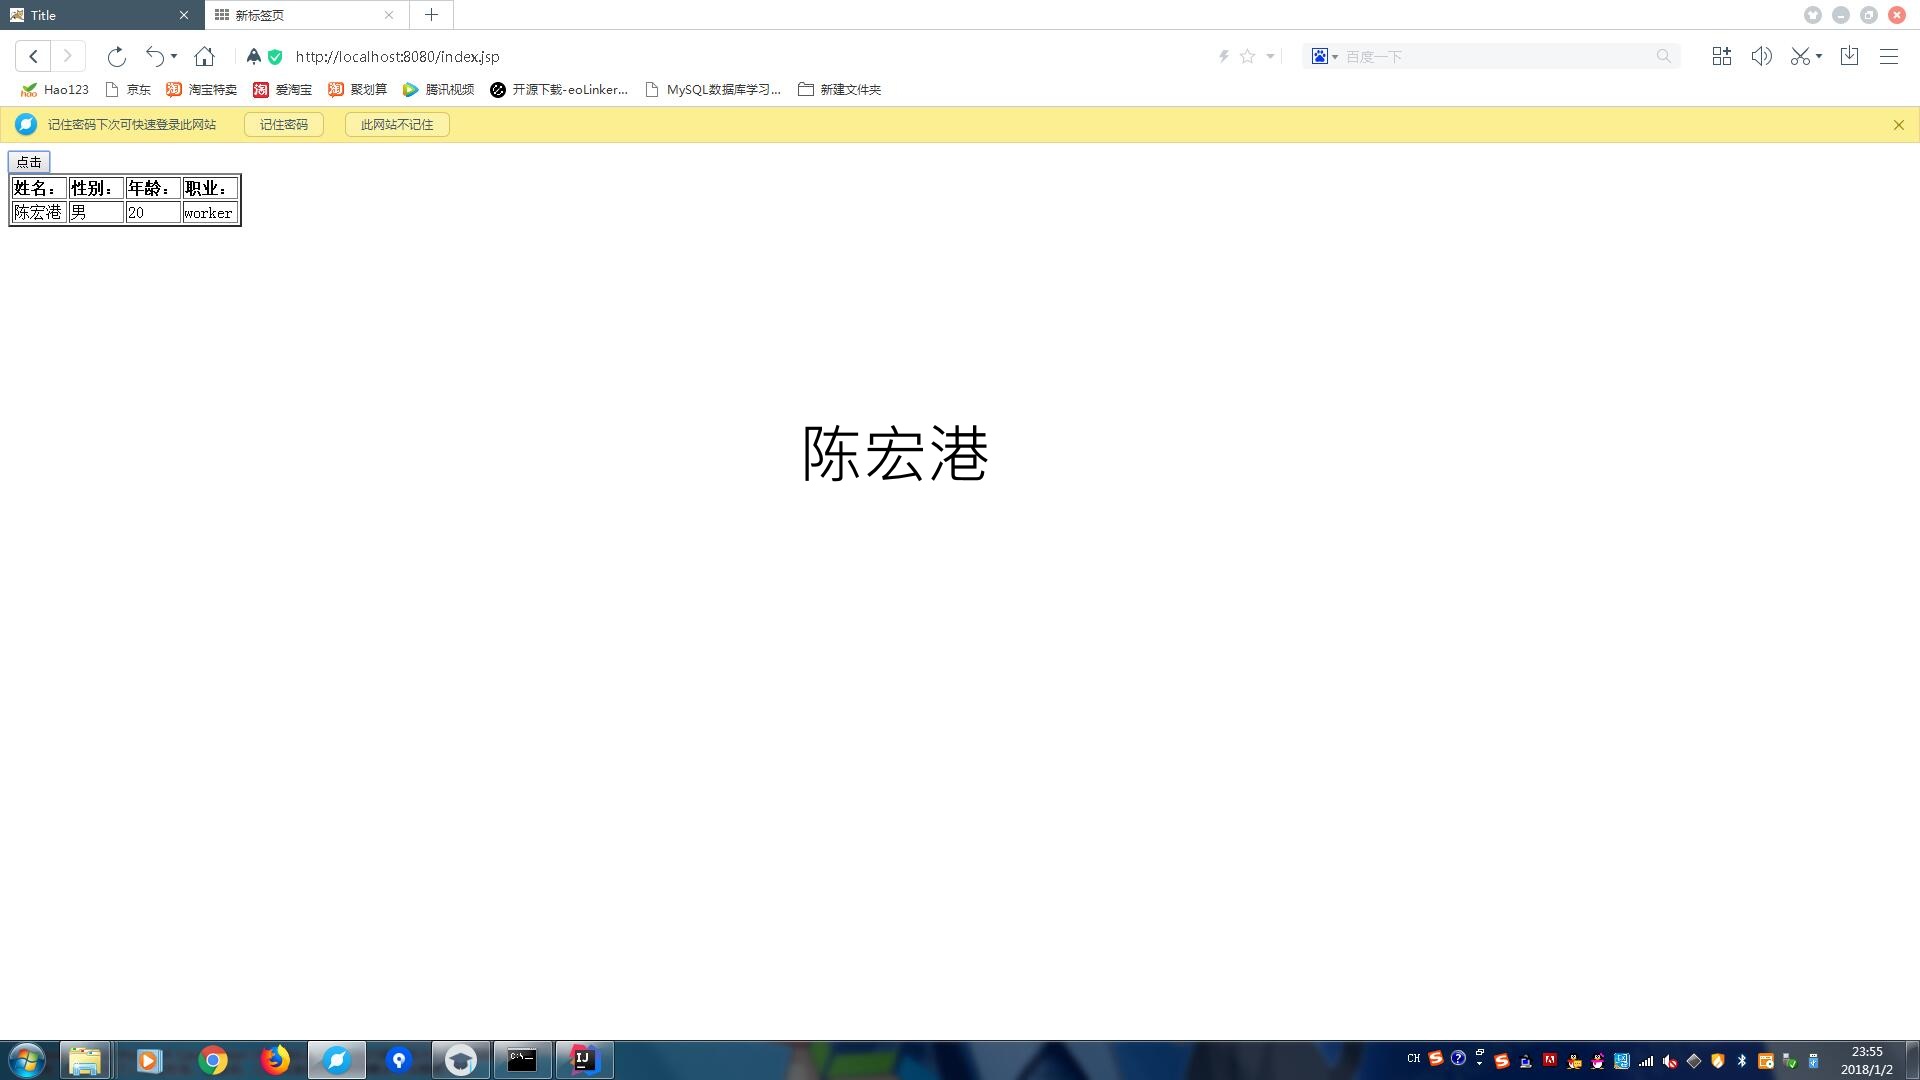 Title
新标签页
http://localhost:8080/index.jsp
百度一下
Hao123
京东
淘宝特卖
爱淘宝
聚划算
腾讯视频
开源下载-eoLinker...
MySQL数据库学习...
新建文件夹
记住密码下次可快速登录此网站
记住密码
此网站不记住
点击
姓名： 性别： 年龄： 职业：
陈宏港 男 20 worker
陈宏港
CH
23:55
2018/1/2